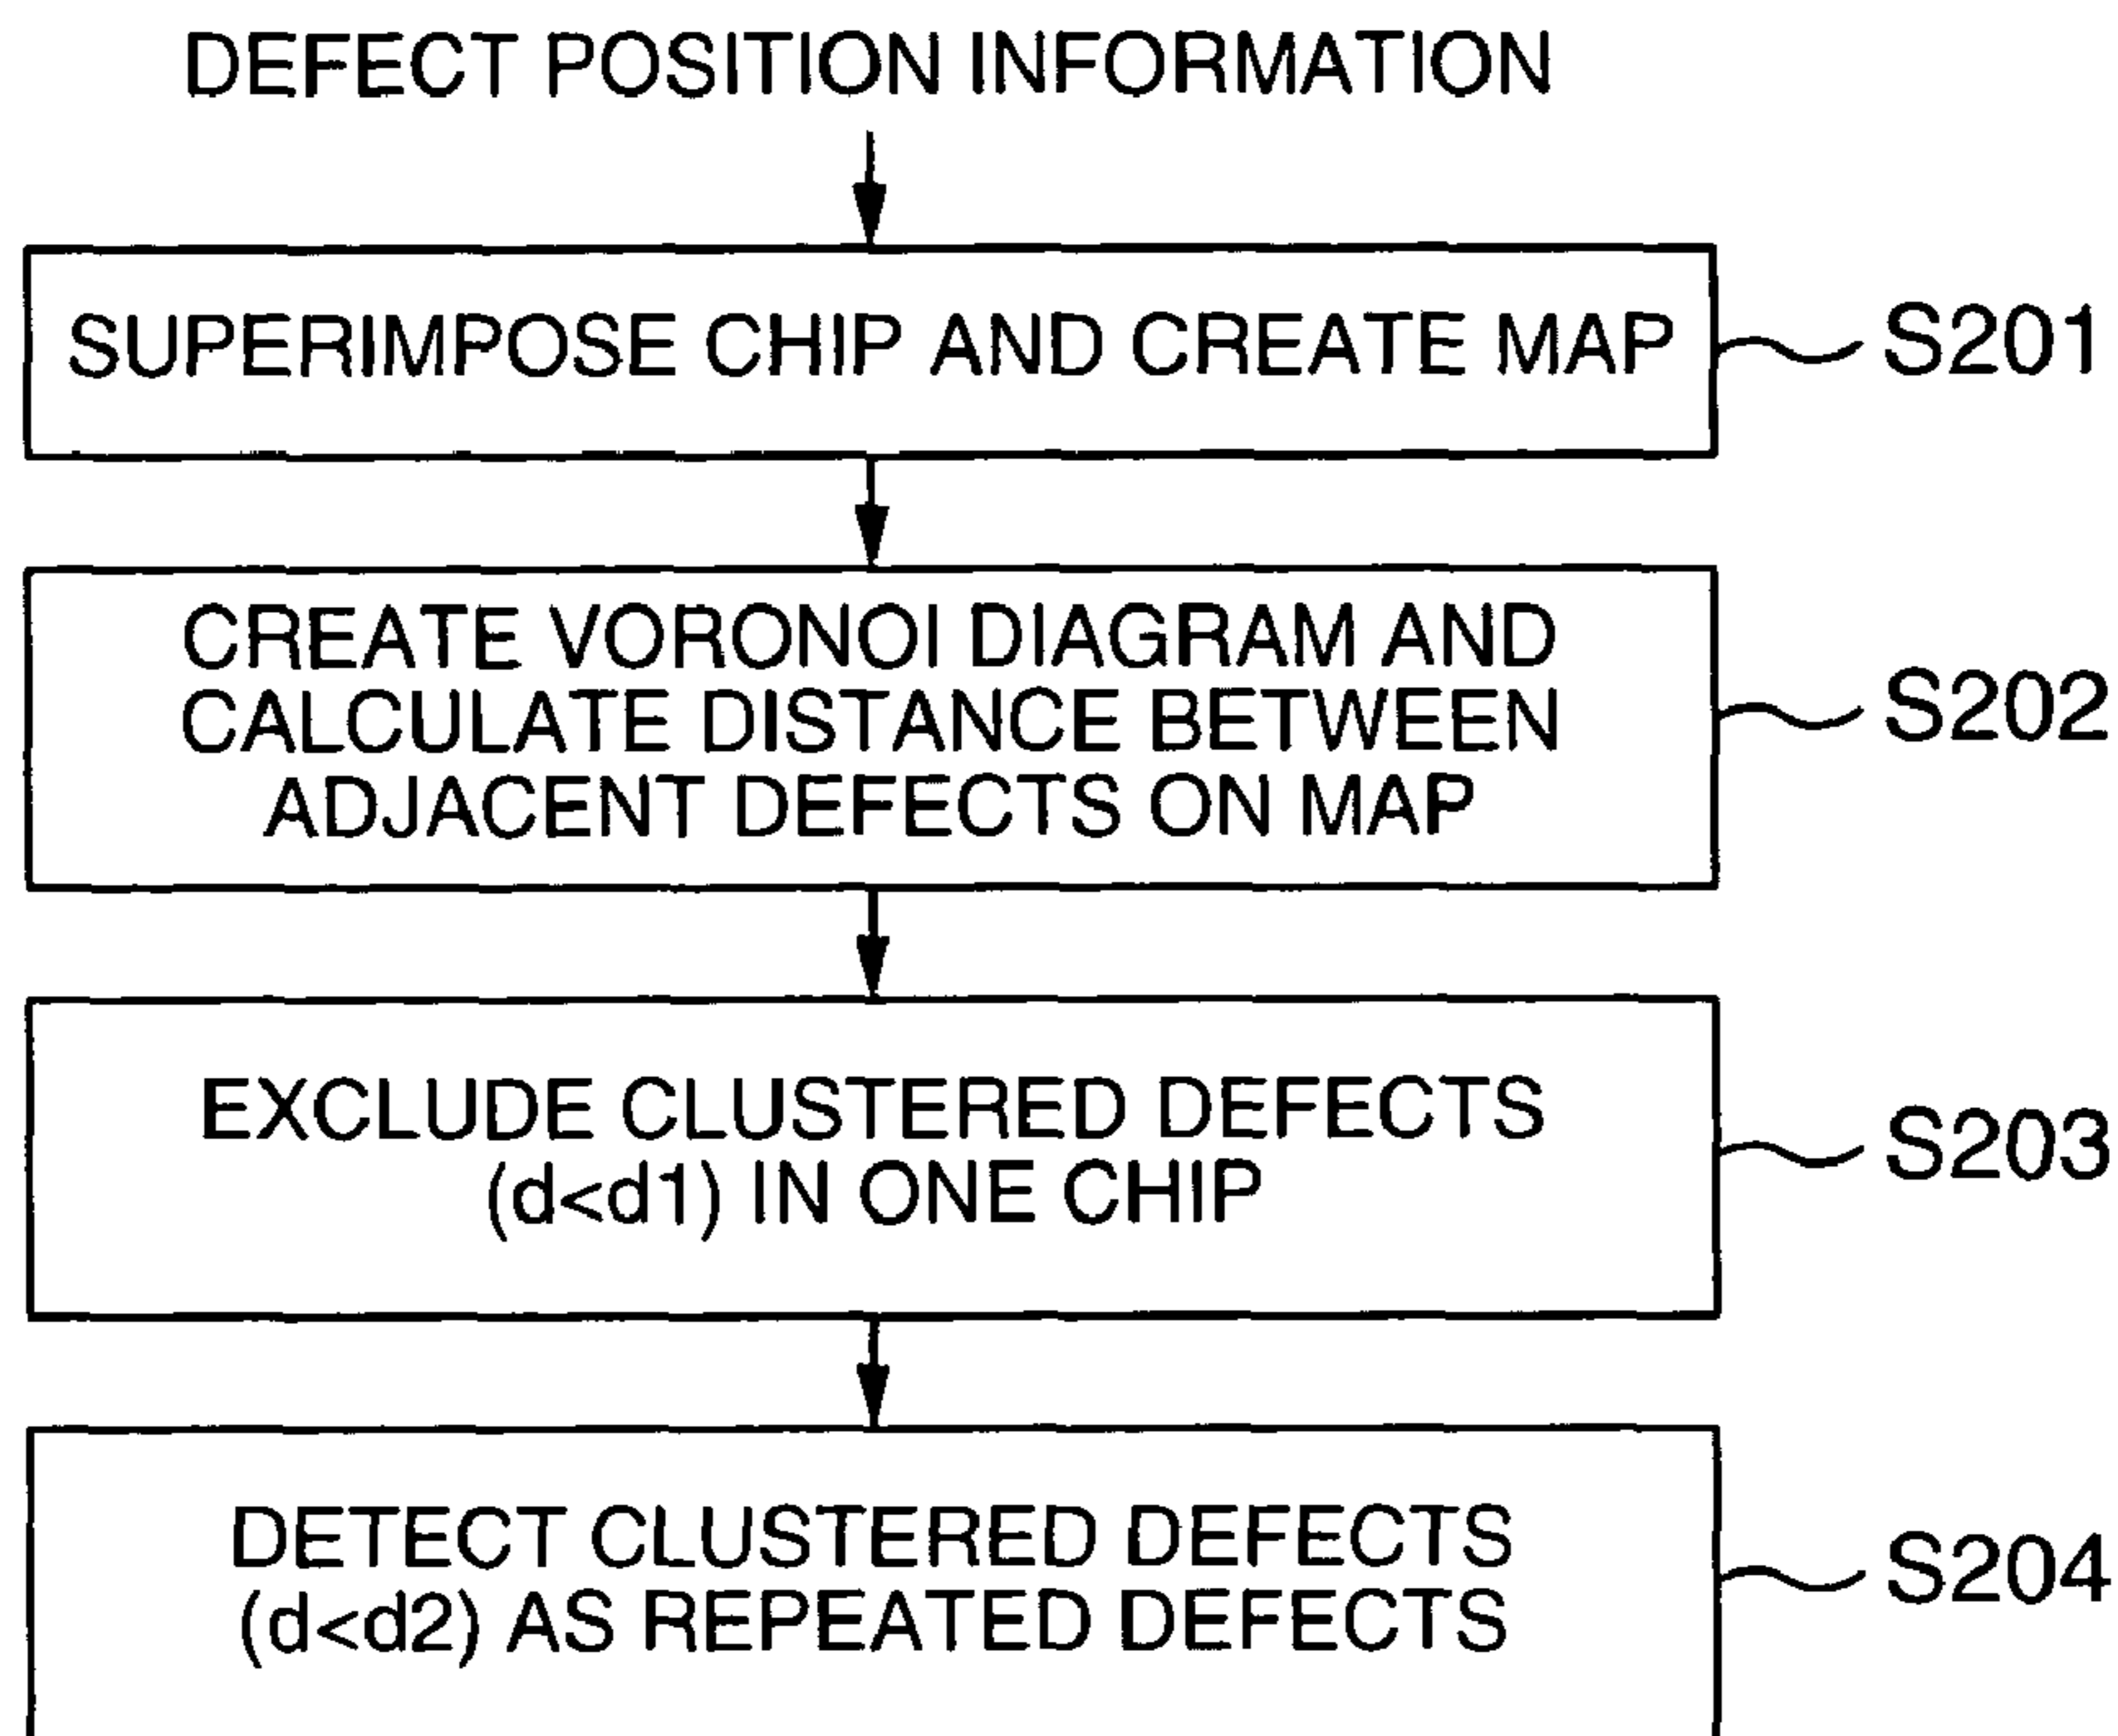 DEFECT POSITION INFORMATION
SUPERIMPOSE CHIP AND CREATE MAP
S201
CREATE VORONOI DIAGRAM AND
CALCULATE DISTANCE BETWEEN
ADJACENT DEFECTS ON MAP
S202
EXCLUDE CLUSTERED DEFECTS
(d<d1) IN ONE CHIP
S203
DETECT CLUSTERED DEFECTS
(d<d2) AS REPEATED DEFECTS
S204